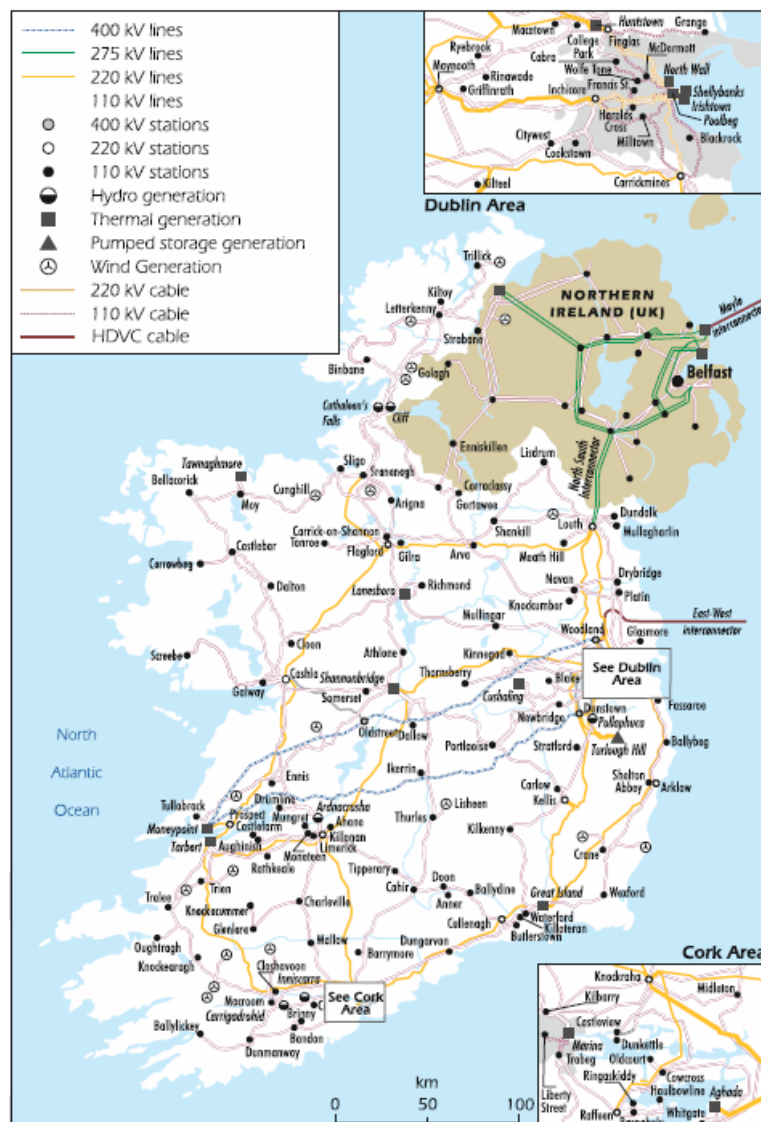 400 kV lines
275 kV lines
220 kV lines
110 kV lines
400 kV stations
220 kV stations
110 kV stations
Hydro generation
Thermal generation
Pumped storage generation
Wind Generation
220 kV cable
110 kV cable
HDVC cable
Huntstown
Macetown
College
Park
Finglas
Grange
McDermott
Ryebrook
Cabra
Wolfe Tone
North Wall
Maynooth
Rinawade
Francis St.
Shellybanks
Griffinrath
Inchicore
Irishtown
Poolbeg
Harolds
Cross
Citywest
Milltown
Blackrock
Cookstown
Kilteel
Carrickmines
Dublin Area
Trillick
NORTHERN
IRELAND (UK)
Moyle
interconnector
Kiltoy
Letterkenny
Strabane
Binbane
Golagh
Belfast
Cathaleen's
Falls
Cliff
Enniskillen
Lisdrum
North South
Interconnector
Sligo
Tawnaghmore
Srananagh
Corraclassy
Bellacorick
Cunghill
Gortawee
Moy
Arigna
Dundalk
Carrick-on-Shannon
Shankill
Louth
Mullagharlin
Tonroe
Castlebar
Flagford
Gilra
Arva
Meath Hill
Carrowbeg
Dalton
Lanesboro
Richmond
Navan
Drybridge
Platin
Knockumber
Mullingar
East-West
interconnector
Woodland
Glasmore
Cloon
Athlone
Kinnegad
Screebe
See Dublin
Area
Cashla
Shannonbridge
Thornsberry
Blake
Galway
Somerset
Cushaling
Newbridge
Dunstown
Fassaroe
Pollaphuca
North
Oldstreet
Dallow
Portlaoise
Stratford
Turlough Hill
Ballybeg
Atlantic
Ikerrin
Ennis
Carlow
Shelton
Abbey
Arklow
Ocean
Tullabrack
Drumline
Ardnacrusha
Lisheen
Kellis
Prospect
Mungret
Ahane
Thurles
Moneypoint
Castlefarm
Killonan
Kilkenny
Tarbert
Aughinish
Limerick
Moneteen
Crane
Rathkeale
Tipperary
Trien
Cahir
Doon
Ballydine
Great Island
Tralee
Charleville
Anner
Wexford
Knockacummer
Waterford
Glenlara
Cullenagh
Killoteran
Butlerstown
Oughtragh
Mallow
Dungarvan
Knockearagh
Barrymore
Clashavoon
Inniscarra
Cork Area
Macroom
See Cork
Area
Carrigadrohid
Brinny
Ballylickey
Bandon
Dunmanway
Knockraha
Midleton
Kilbarry
Castleview
Marina
Dunkettle
Trabeg
Oldcourt
Cowcross
Ringaskiddy
Haulbowline
Aghada
Liberty
Street
Raffeen
Whitgate
km
0 50 100